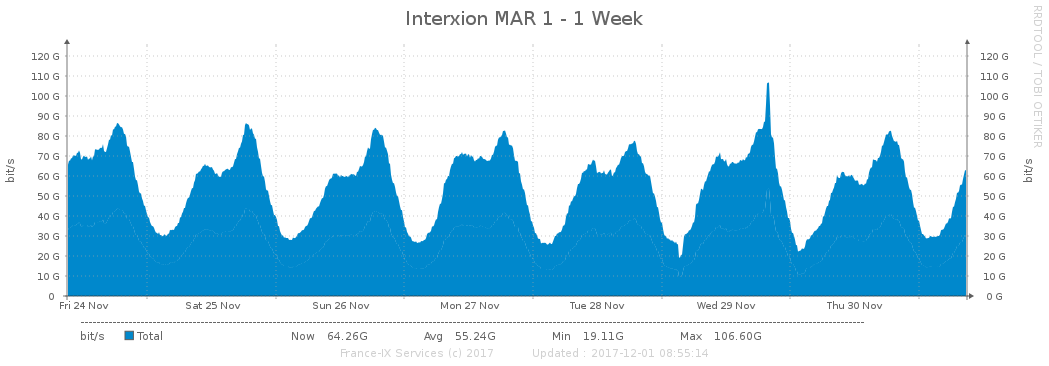 Interxion MAR 1 - 1 Week
RRDTOOL / TOBI OETIKER
bit/s
120 G 120 G
110 G 110 G
100 G 100 G
90 G 90 G
80 G 80 G
70 G 70 G
60 G 60 G
50 G 50 G
40 G 40 G
30 G 30 G
20 G 20 G
10 G 10 G
0 0 G
bit/s
Fri 24 Nov Sat 25 Nov Sun 26 Nov Mon 27 Nov Tue 28 Nov Wed 29 Nov Thu 30 Nov
bit/s Total Now 64.26G Avg 55.24G Min 19.11G Max 106.60G
France-IX Services (c) 2017 Updated : 2017-12-01 08:55:14